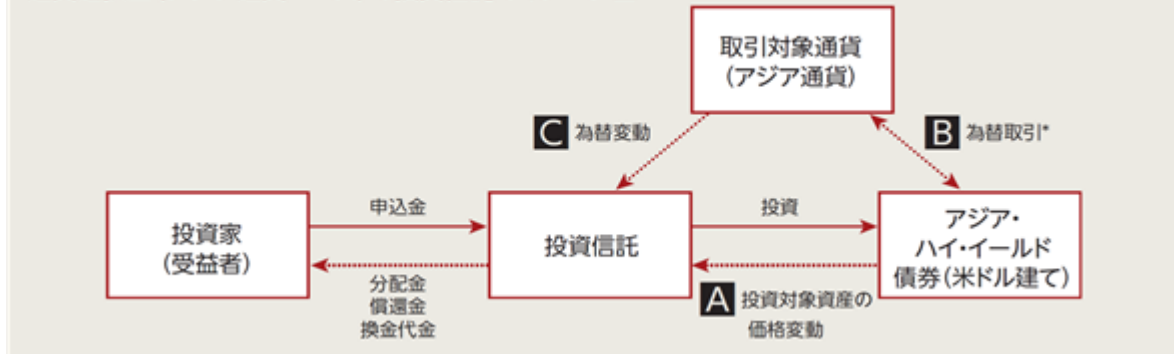 取引対象通貨
(アジア通貨)
C 為替変動
B 為替取引*
申込金
投資
投資家
(受益者)
投資信託
アジア・
ハイ・イールド
債券(米ドル建て)
分配金
償還金
換金代金
A 投資対象資産の
価格変動